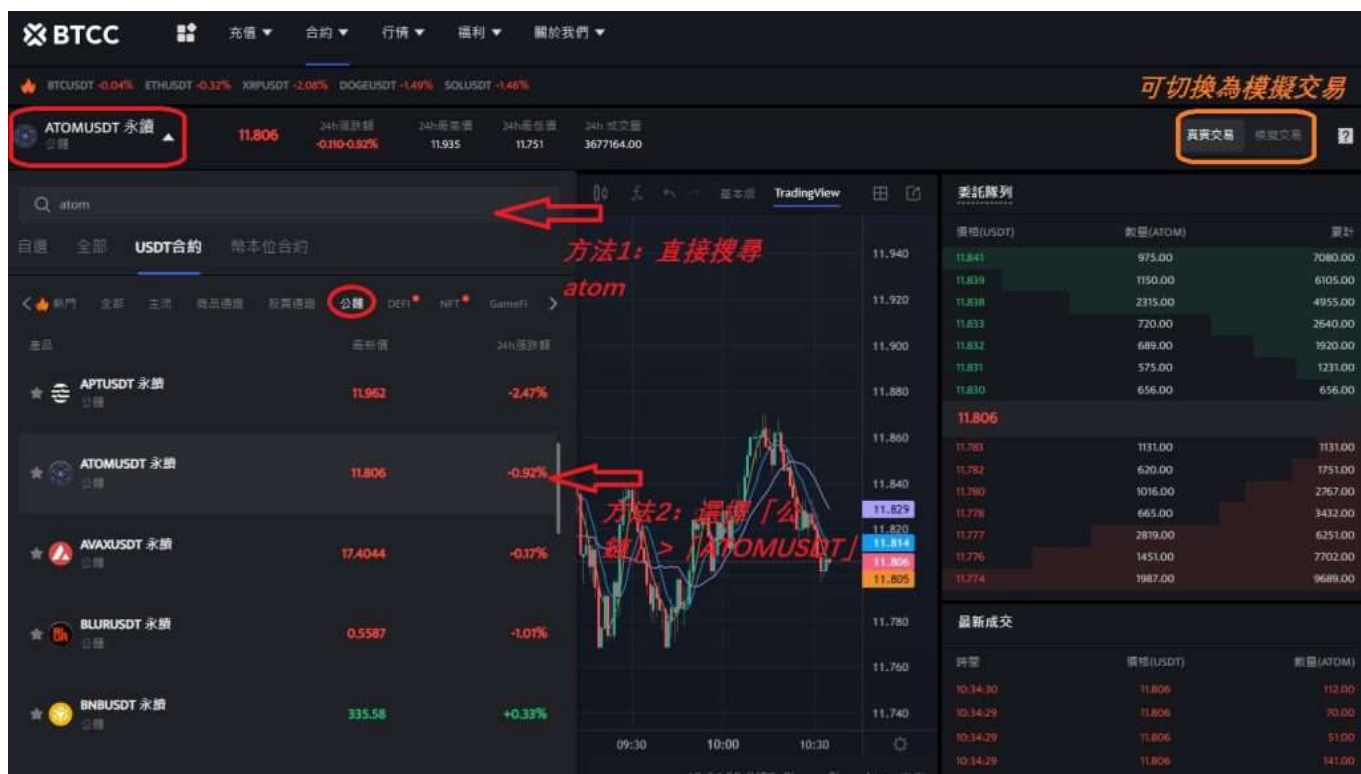 BTCC
充值 ▼ 合約 ▼ 行情 ▼ 福利 ▼ 關於我們 ▼
BTCUSDT -0.04% ETHUSDT -0.32% XRPUSDT -2.08% DOGEUSDT -1.49% SOLUSDT -1.46%
可切換為模擬交易
ATOMUSDT 永續
公鏈
11.806
24h漲跌額 24h最高價 24h最低價 24h 成交量
-0.110-0.92% 11.935 11.751 3677164.00
真實交易 模擬交易
?
atom
自選 全部 USDT合約 幣本位合約
熱門 全部 主流 商品通證 股票通證 公鏈 DEFI NFT GameFi
產品 最新價 24h漲跌額
APTUSDT 永續 11.962 -2.47%
公鏈
ATOMUSDT 永續 11.806 -0.92%
公鏈
AVAXUSDT 永續 17.4044 -0.17%
公鏈
BLURUSDT 永續 0.5587 -1.01%
公鏈
BNBUSDT 永續 335.58 +0.33%
公鏈
基本版 TradingView
方法1：直接搜尋
atom
方法2：選擇「公
鏈」>「ATOMUSDT」
11.940
11.920
11.900
11.880
11.860
11.840
11.829
11.820
11.814
11.806
11.805
11.780
11.760
11.740
09:30 10:00 10:30
委託隊列
價格(USDT) 數量(ATOM) 累計
11.841 975.00 7080.00
11.839 1150.00 6105.00
11.838 2315.00 4955.00
11.833 720.00 2640.00
11.832 689.00 1920.00
11.831 575.00 1231.00
11.830 656.00 656.00
11.806
11.783 1131.00 1131.00
11.782 620.00 1751.00
11.780 1016.00 2767.00
11.778 665.00 3432.00
11.777 2819.00 6251.00
11.776 1451.00 7702.00
11.774 1987.00 9689.00
最新成交
時間 價格(USDT) 數量(ATOM)
10:34:30 11.806 112.00
10:34:29 11.806 70.00
10:34:29 11.806 51.00
10:34:29 11.806 141.00